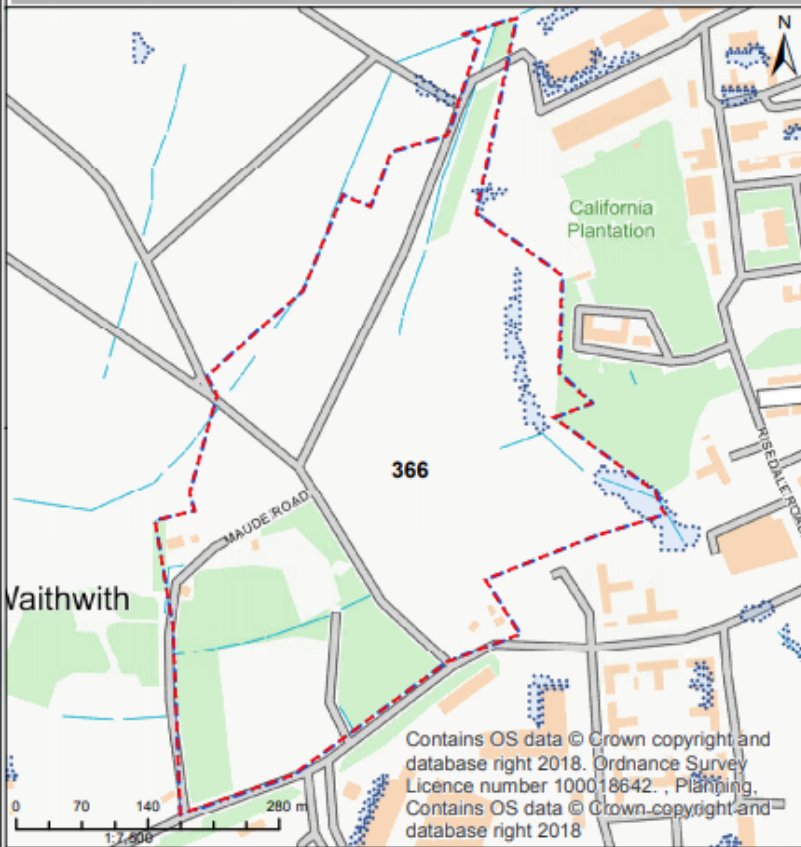 N
California
Plantation
366
RISEDALE ROAD
MAUDE ROAD
Waithwith
Contains OS data © Crown copyright and
database right 2018. Ordnance Survey
Licence number 100018642. , Planning,
Contains OS data © Crown copyright and
database right 2018
0 70 140 280 m
1:7,500